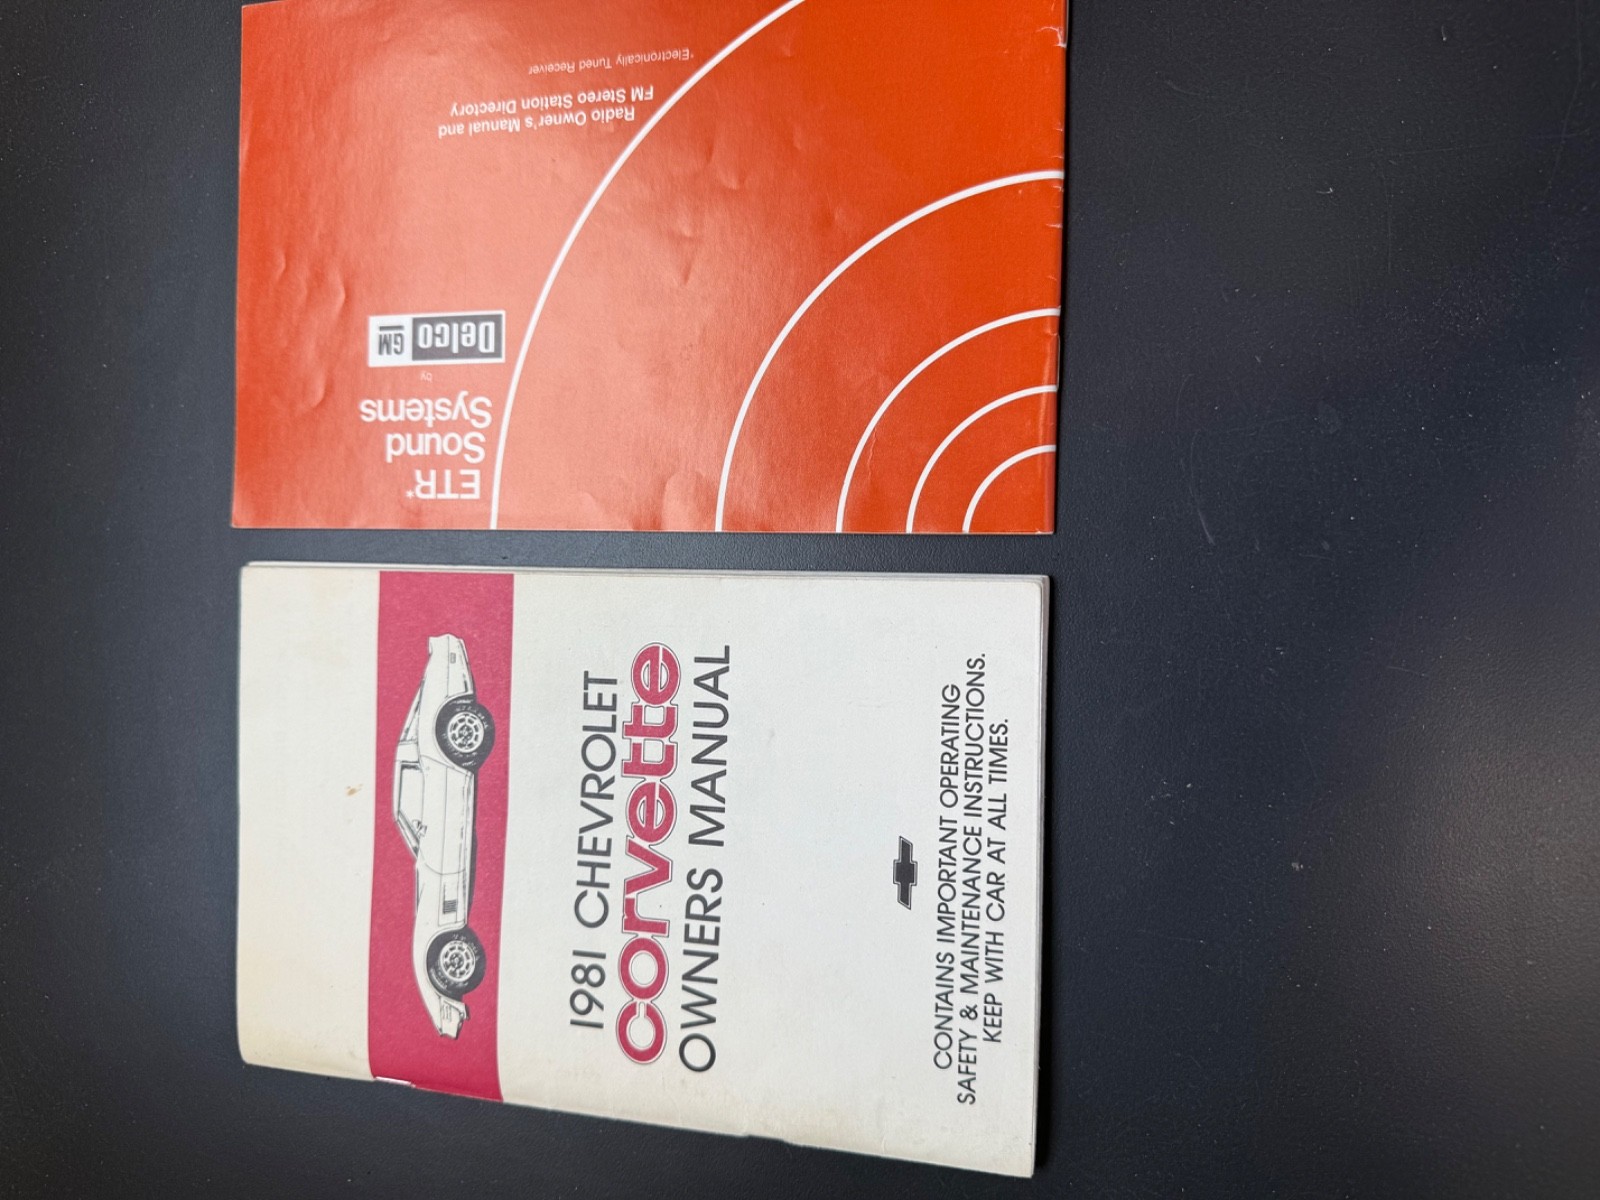 ETR*
Sound
Systems
by
Delco GM
Radio Owner's Manual and
FM Stereo Station Directory
*Electronically Tuned Receiver
1981 CHEVROLET
corvette
OWNERS MANUAL
CONTAINS IMPORTANT OPERATING
SAFETY & MAINTENANCE INSTRUCTIONS.
KEEP WITH CAR AT ALL TIMES.